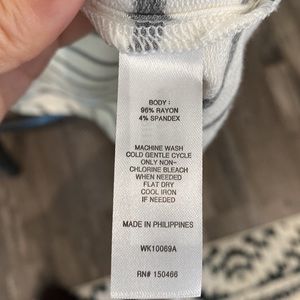 BODY :
96% RAYON
4% SPANDEX
MACHINE WASH
COLD GENTLE CYCLE
ONLY NON-
CHLORINE BLEACH
WHEN NEEDED
FLAT DRY
COOL IRON
IF NEEDED
MADE IN PHILIPPINES
WK10069A
RN# 150466